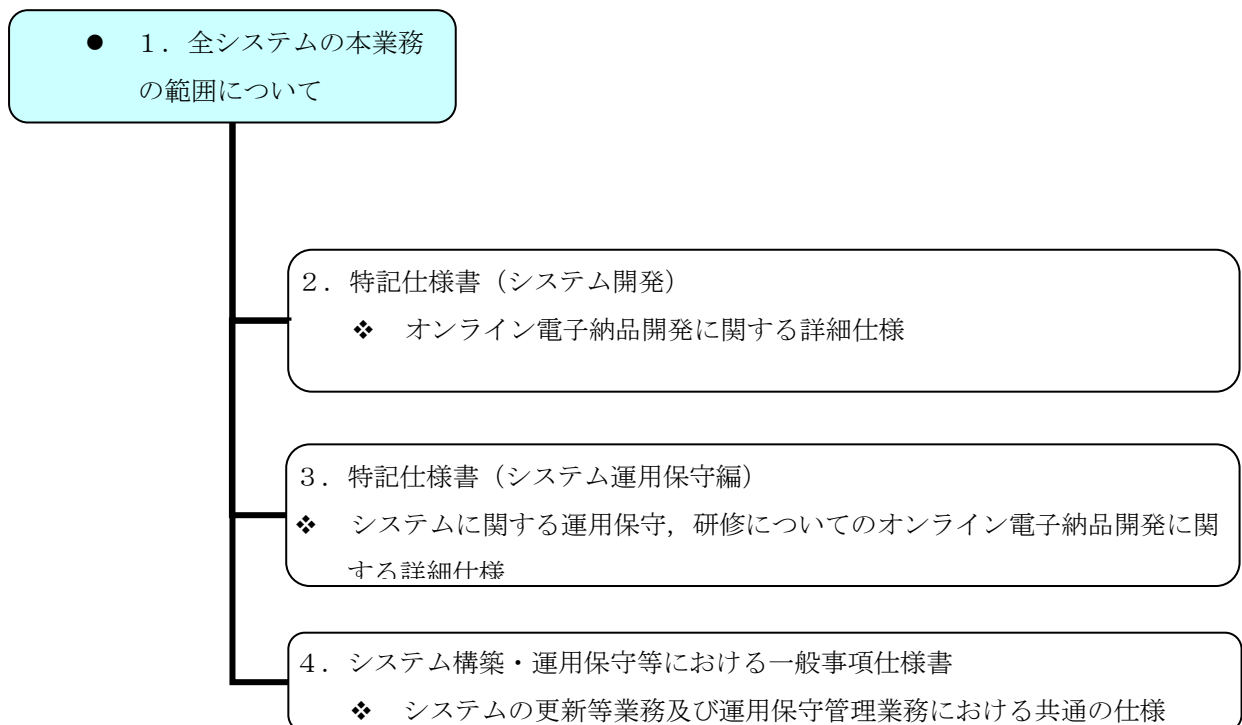 ● １．全システムの本業務
の範囲について
２．特記仕様書（システム開発）
❖ オンライン電子納品開発に関する詳細仕様
３．特記仕様書（システム運用保守編）
❖ システムに関する運用保守，研修についてのオンライン電子納品開発に関
する詳細仕様
４．システム構築・運用保守等における一般事項仕様書
❖ システムの更新等業務及び運用保守管理業務における共通の仕様